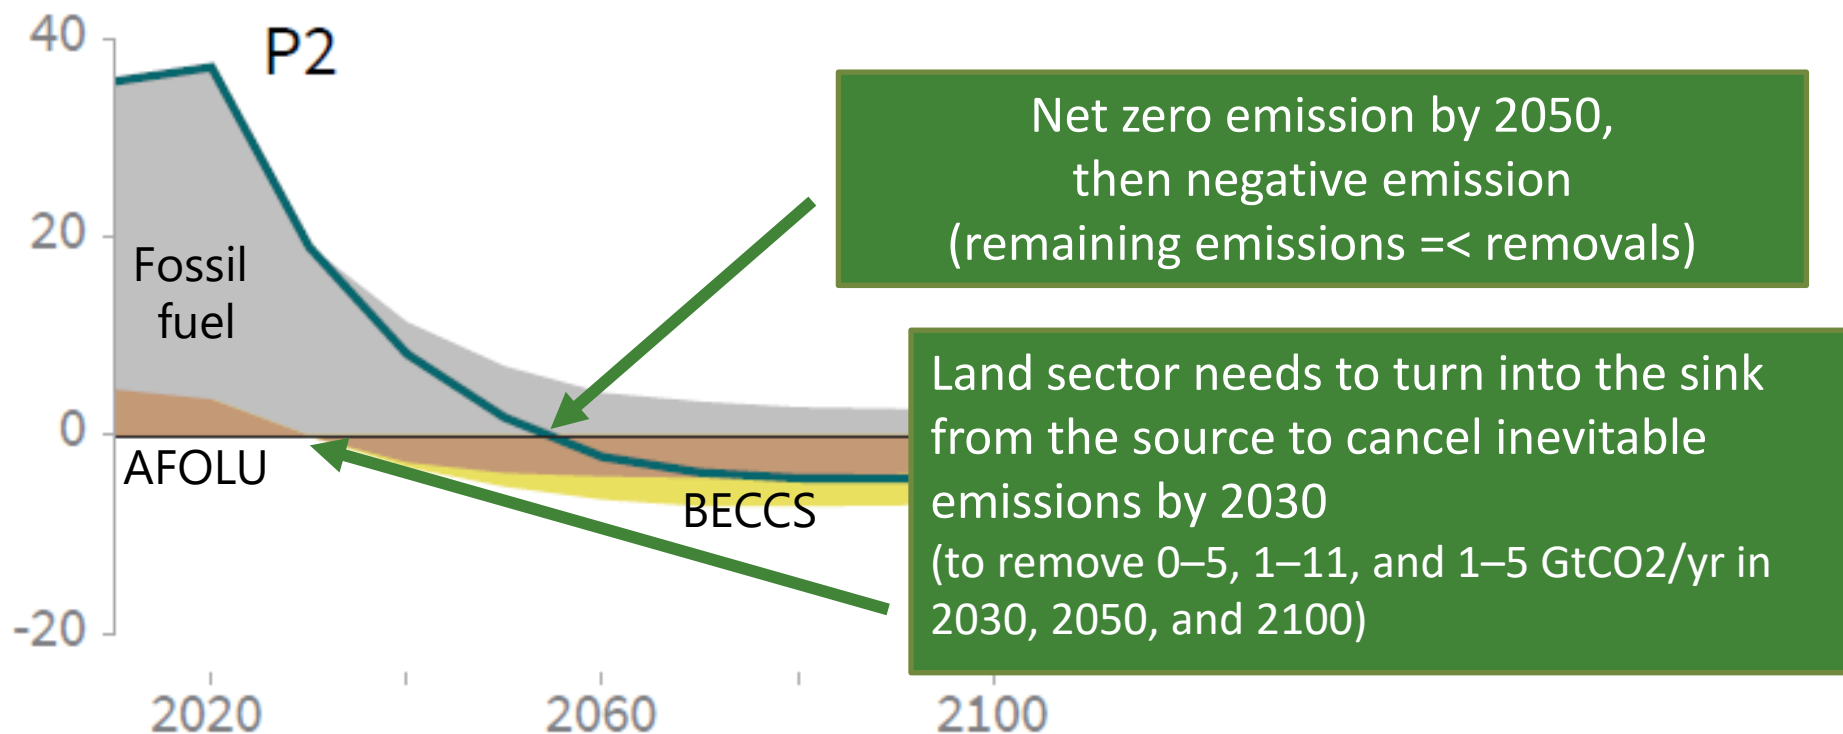 40
P2
20
0
-20
Fossil
fuel
AFOLU
BECCS
2020
2060
2100
Net zero emission by 2050,
then negative emission
(remaining emissions =< removals)
Land sector needs to turn into the sink
from the source to cancel inevitable
emissions by 2030
(to remove 0–5, 1–11, and 1–5 GtCO2/yr in
2030, 2050, and 2100)